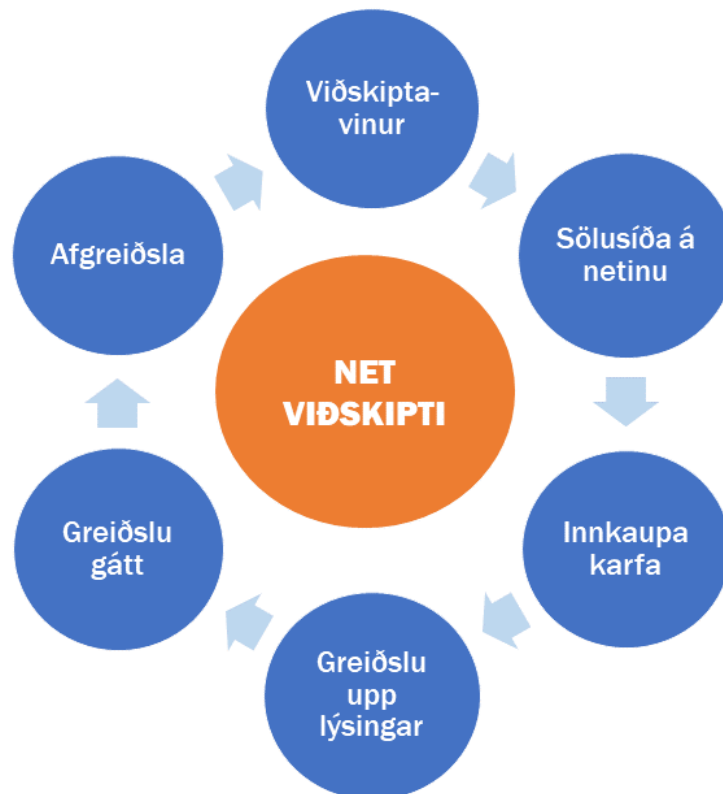 Viðskipta-
vinur
Sölusíða á
netinu
Innkaupa
karfa
Greiðslu
upp
lýsingar
Greiðslu
gátt
Afgreiðsla
NET
VIÐSKIPTI